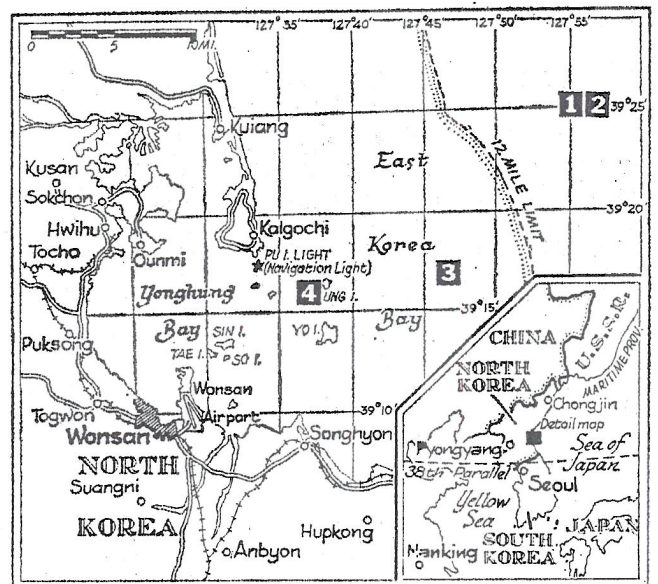 127°35'
127°40'
127°45'
127°50'
127°55'
0 5 10 MI.
1 2
39°25'
Kujang
12 MILE LIMIT
East
Kusan
Sokchon
39°20'
Hwihu
Kalgochi
Korea
Tocho
Ounmi
PU I. LIGHT
(Navigation Light)
3
Yonghung
4
UNG I.
39°15'
Bay
SIN I.
YO I.
Bay
Puksong
TAE I.
SO I.
Wonsan
Airport
39°10'
Togwon
Wonsan
Songhyon
NORTH
KOREA
Suangni
Hupkong
Anbyon
CHINA
U.S.S.R.
MARITIME PROV.
NORTH
KOREA
Chongjin
Detail map
Pyongyang
Sea of
Japan
38th Parallel
Seoul
Yellow
Sea
JAPAN
SOUTH
KOREA
Nanking